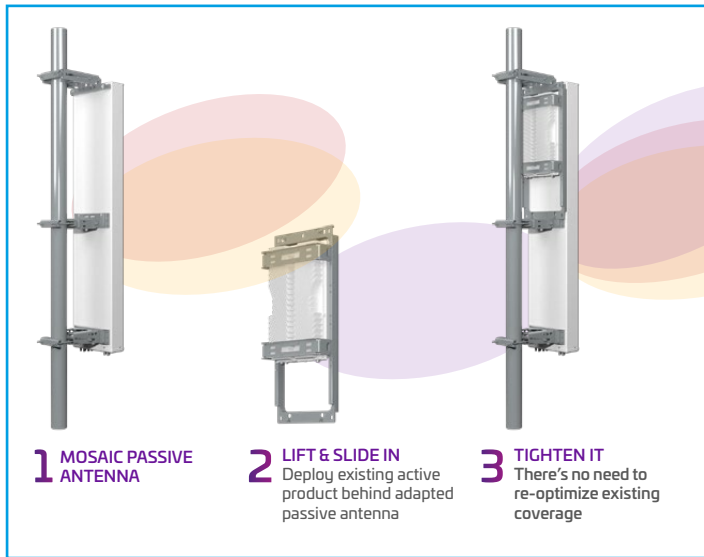 1 MOSAIC PASSIVE
ANTENNA
2 LIFT & SLIDE IN
Deploy existing active
product behind adapted
passive antenna
3 TIGHTEN IT
There's no need to
re-optimize existing
coverage